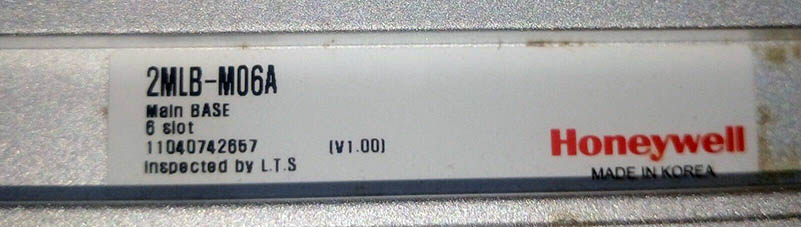 2MLB-M06A
Main BASE
6 slot
11040742657 (V1.00)
Inspected by L.T.S
Honeywell
MADE IN KOREA